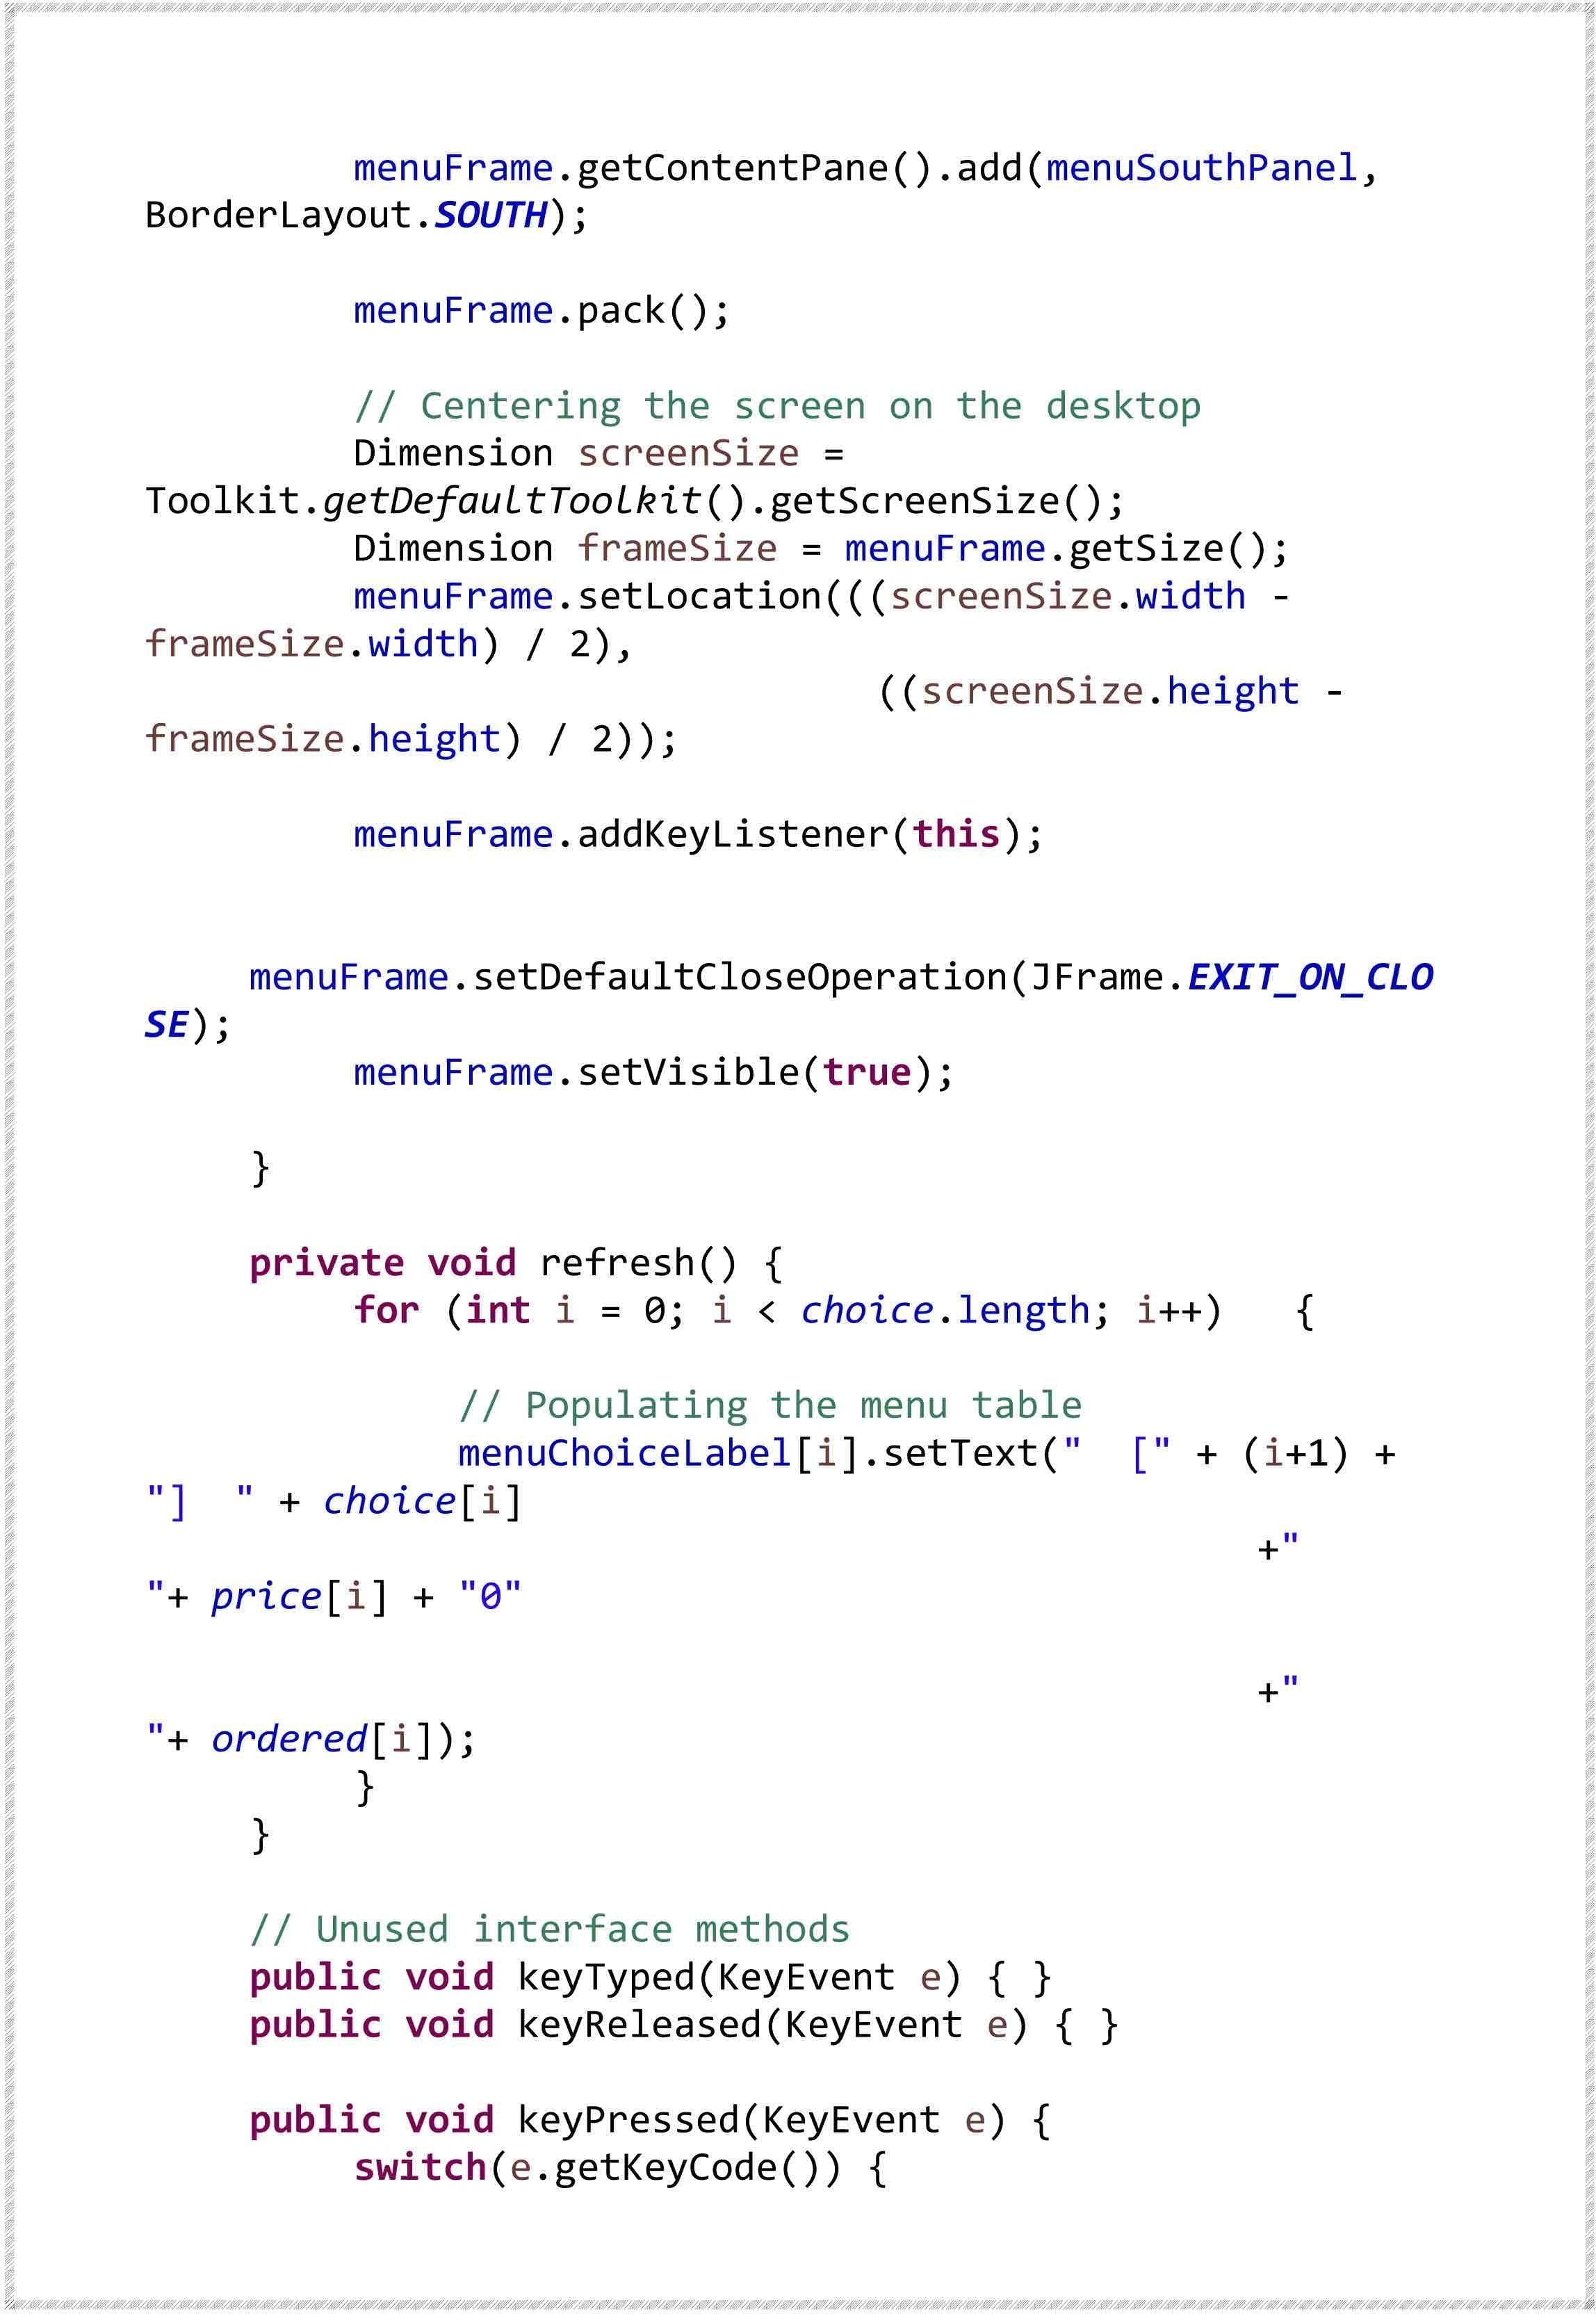 menuFrame.getContentPane().add(menuSouthPanel,
BorderLayout.SOUTH);
menuFrame.pack();
// Centering the screen on the desktop
Dimension screenSize =
Toolkit.getDefaultToolkit().getScreenSize();
Dimension frameSize = menuFrame.getSize();
menuFrame.setLocation(((screenSize.width -
frameSize.width) / 2),
((screenSize.height -
frameSize.height) / 2));
menuFrame.addKeyListener(this);
menuFrame.setDefaultCloseOperation(JFrame.EXIT_ON_CLO
SE);
menuFrame.setVisible(true);
}
private void refresh() {
for (int i = 0; i < choice.length; i++)   {
// Populating the menu table
menuChoiceLabel[i].setText("  [" + (i+1) +
"]  " + choice[i]
+"
"+ price[i] + "0"
+"
"+ ordered[i]);
}
}
// Unused interface methods
public void keyTyped(KeyEvent e) { }
public void keyReleased(KeyEvent e) { }
public void keyPressed(KeyEvent e) {
switch(e.getKeyCode()) {